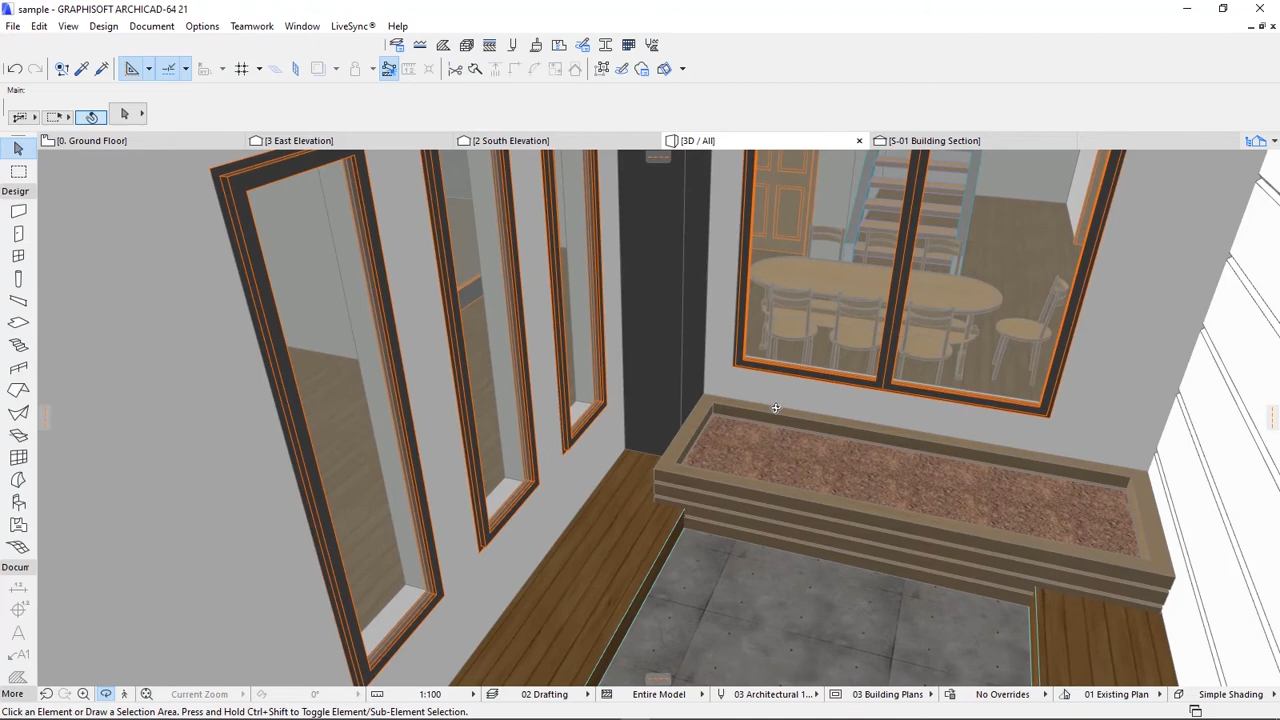 sample - GRAPHISOFT ARCHICAD-64 21
File Edit View Design Document Options Teamwork Window LiveSync® Help
Main:
[0. Ground Floor]
[3 East Elevation]
[2 South Elevation]
[3D / All]
[S-01 Building Section]
Design
Docum
More
Current Zoom
0°
1:100
02 Drafting
Entire Model
03 Architectural 1...
03 Building Plans
No Overrides
01 Existing Plan
Simple Shading
Click an Element or Draw a Selection Area. Press and Hold Ctrl+Shift to Toggle Element/Sub-Element Selection.